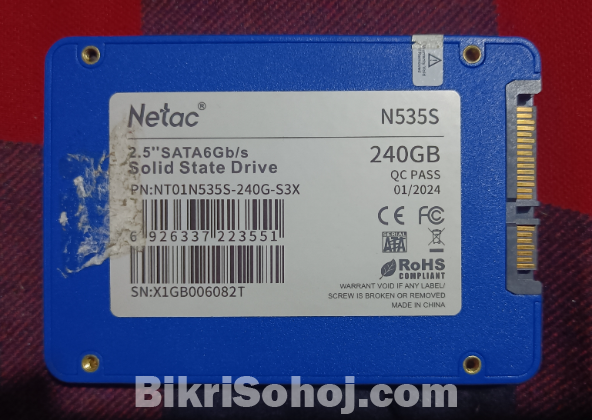 Netac®
N535S
2.5"SATA6Gb/s
Solid State Drive
240GB
QC PASS
PN:NT01N535S-240G-S3X
01/2024
CE FC
6 926337 223551
SERIAL
SATA
RoHS
COMPLIANT
SN:X1GB006082T
WARRANT VOID IF ANY LABEL/
SCREW IS BROKEN OR REMOVED
MADE IN CHINA
BikriSohoj.com